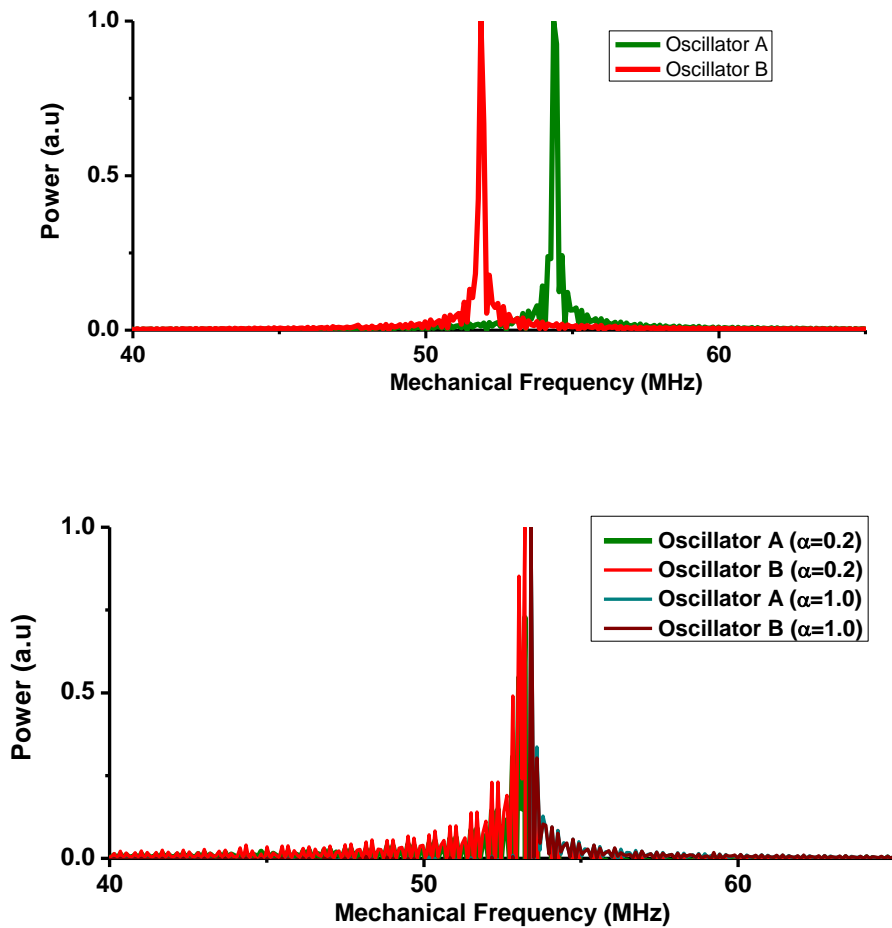 1.0
Oscillator A
Oscillator B
Power (a.u)
0.5
0.0
40
50
60
Mechanical Frequency (MHz)
1.0
Oscillator A (α=0.2)
Oscillator B (α=0.2)
Oscillator A (α=1.0)
Oscillator B (α=1.0)
Power (a.u)
0.5
0.0
40
50
60
Mechanical Frequency (MHz)